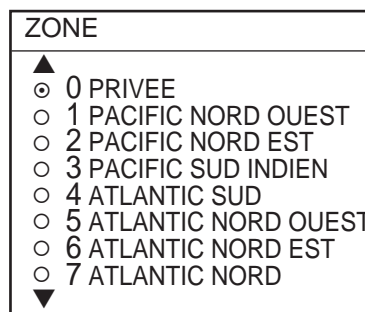 ZONE
0 PRIVEE
1 PACIFIC NORD OUEST
2 PACIFIC NORD EST
3 PACIFIC SUD INDIEN
4 ATLANTIC SUD
5 ATLANTIC NORD OUEST
6 ATLANTIC NORD EST
7 ATLANTIC NORD